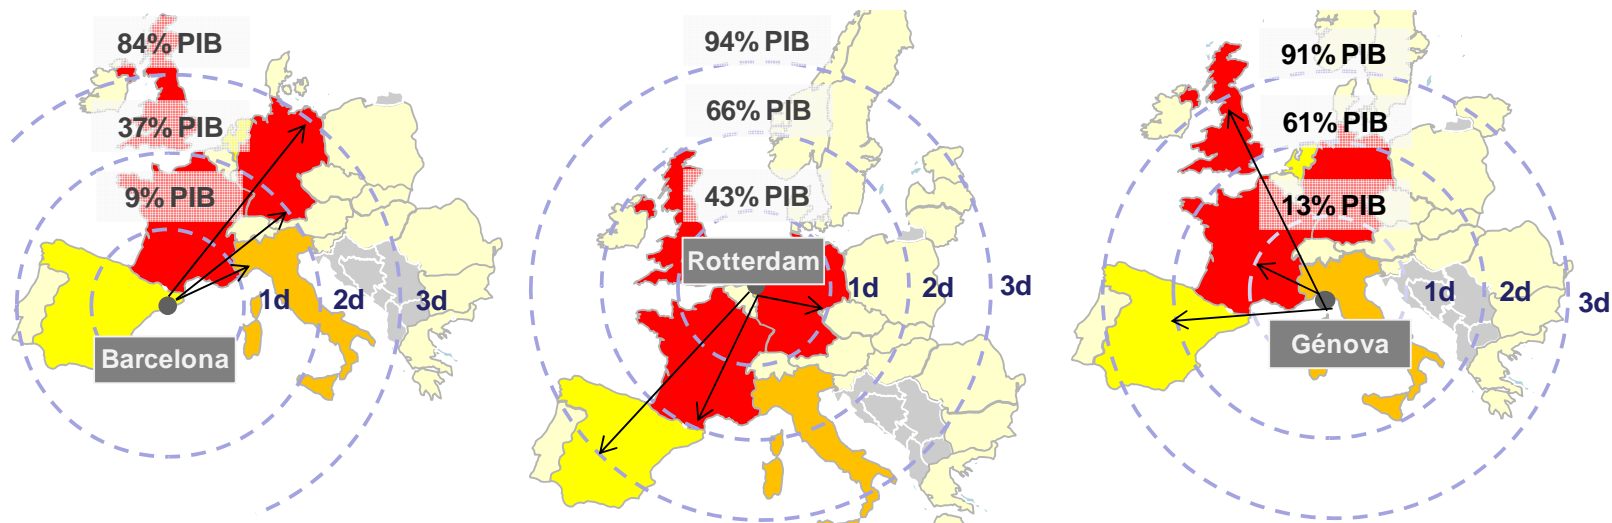 84% PIB
37% PIB
9% PIB
1d 2d 3d
Barcelona
94% PIB
66% PIB
43% PIB
Rotterdam
1d 2d 3d
91% PIB
61% PIB
13% PIB
1d 2d 3d
Génova